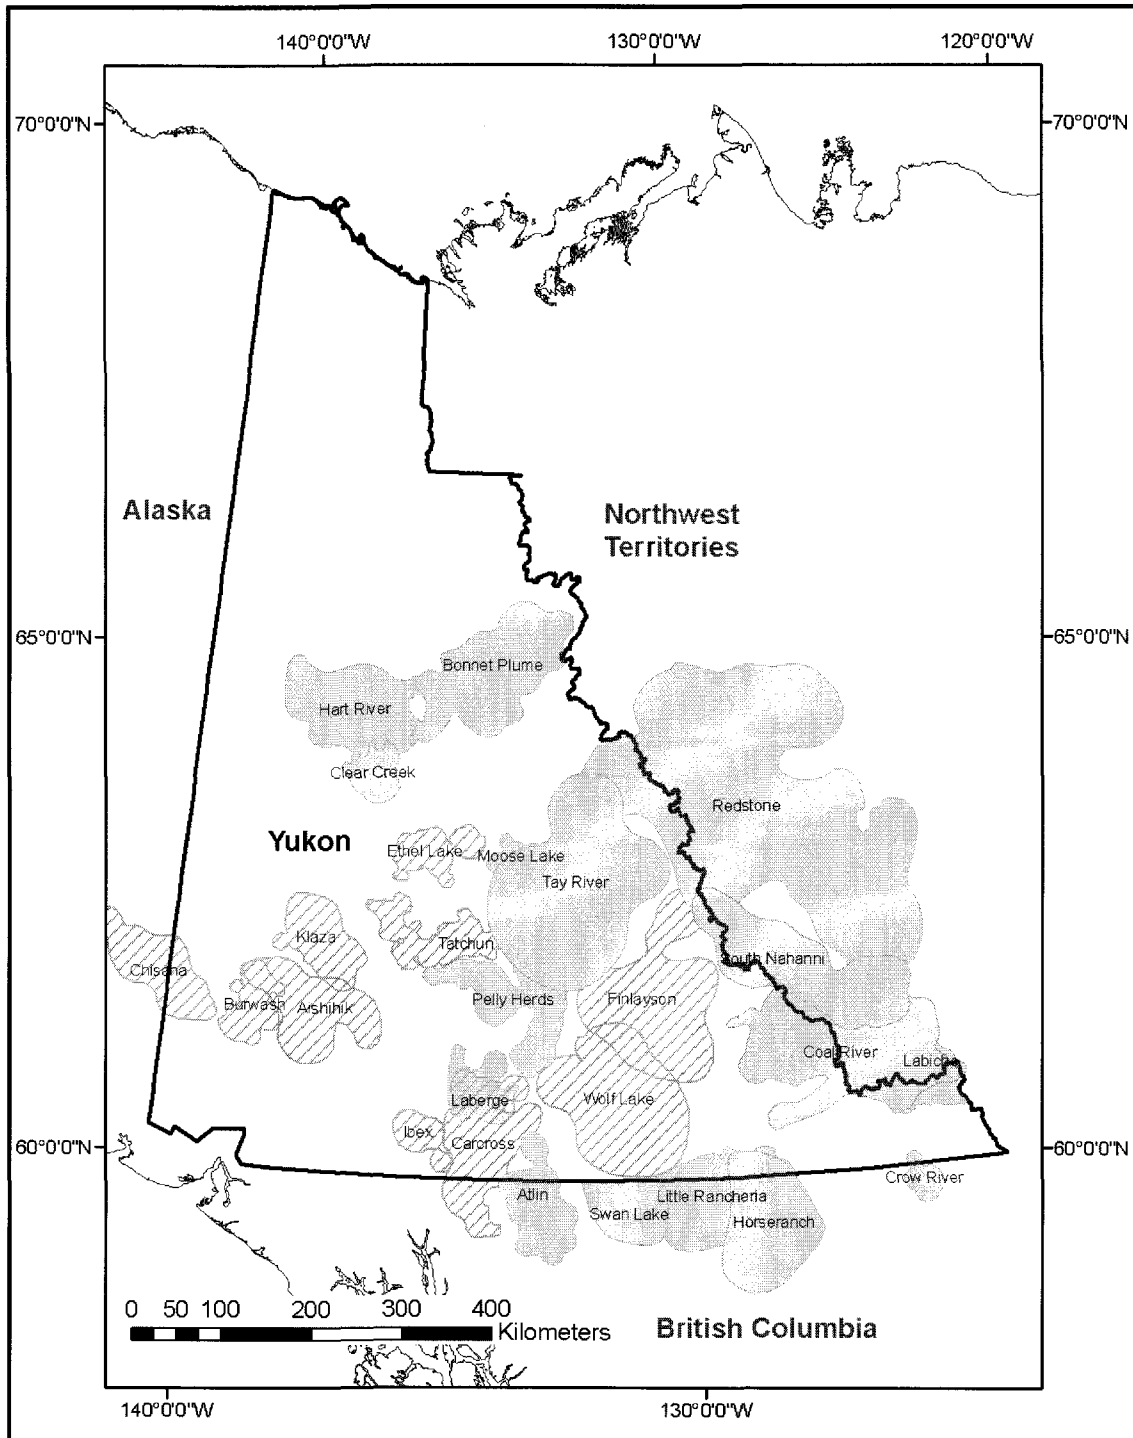 140°0'0"W
130°0'0"W
120°0'0"W
70°0'0"N
70°0'0"N
Alaska
Northwest
Territories
65°0'0"N
65°0'0"N
Bonnet Plume
Hart River
Clear Creek
Redstone
Yukon
Ethel Lake
Moose Lake
Tay River
Klaza
Tatchun
Chisana
South Nahanni
Burwash
Aishihik
Pelly Herds
Finlayson
Coal River
Labiche
Laberge
Wolf Lake
Ibex
Carcross
60°0'0"N
60°0'0"N
Crow River
Atlin
Little Rancheria
Swan Lake
Horseranch
0 50 100 200 300 400
Kilometers
British Columbia
140°0'0"W
130°0'0"W